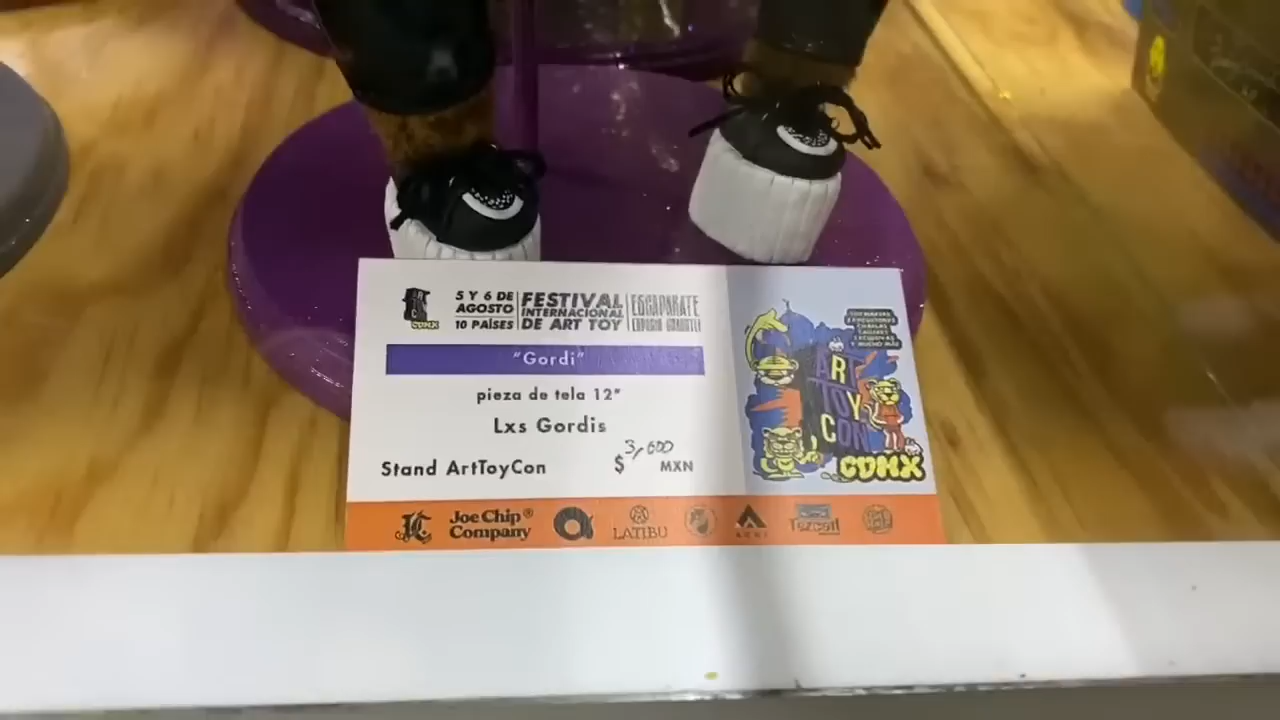 5 Y 6 DE
AGOSTO
10 PAÍSES
FESTIVAL
INTERNACIONAL
DE ART TOY
ESCAPARATE
"Gordi"
pieza de tela 12"
Lxs Gordis
Stand ArtToyCon
$ 3,600 MXN
ART
TOY
CON
CDMX
Joe Chip®
Company
LATIBU